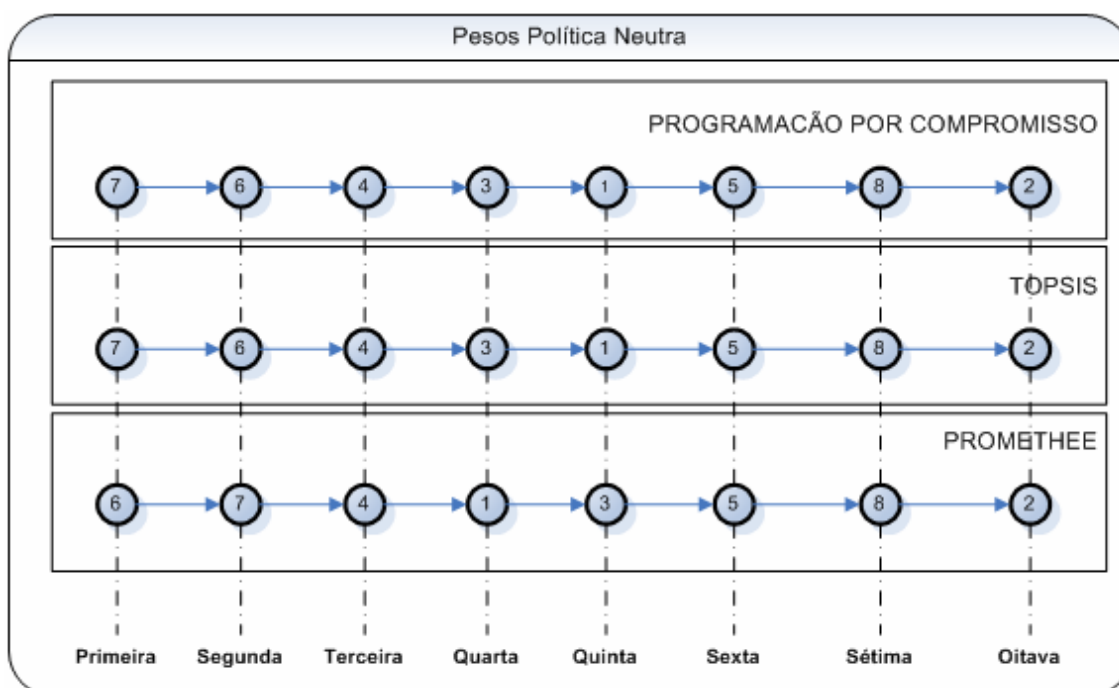 Pesos Política Neutra
PROGRAMACÃO POR COMPROMISSO
7 6 4 3 1 5 8 2
TOPSIS
7 6 4 3 1 5 8 2
PROMETHEE
6 7 4 1 3 5 8 2
Primeira Segunda Terceira Quarta Quinta Sexta Sétima Oitava